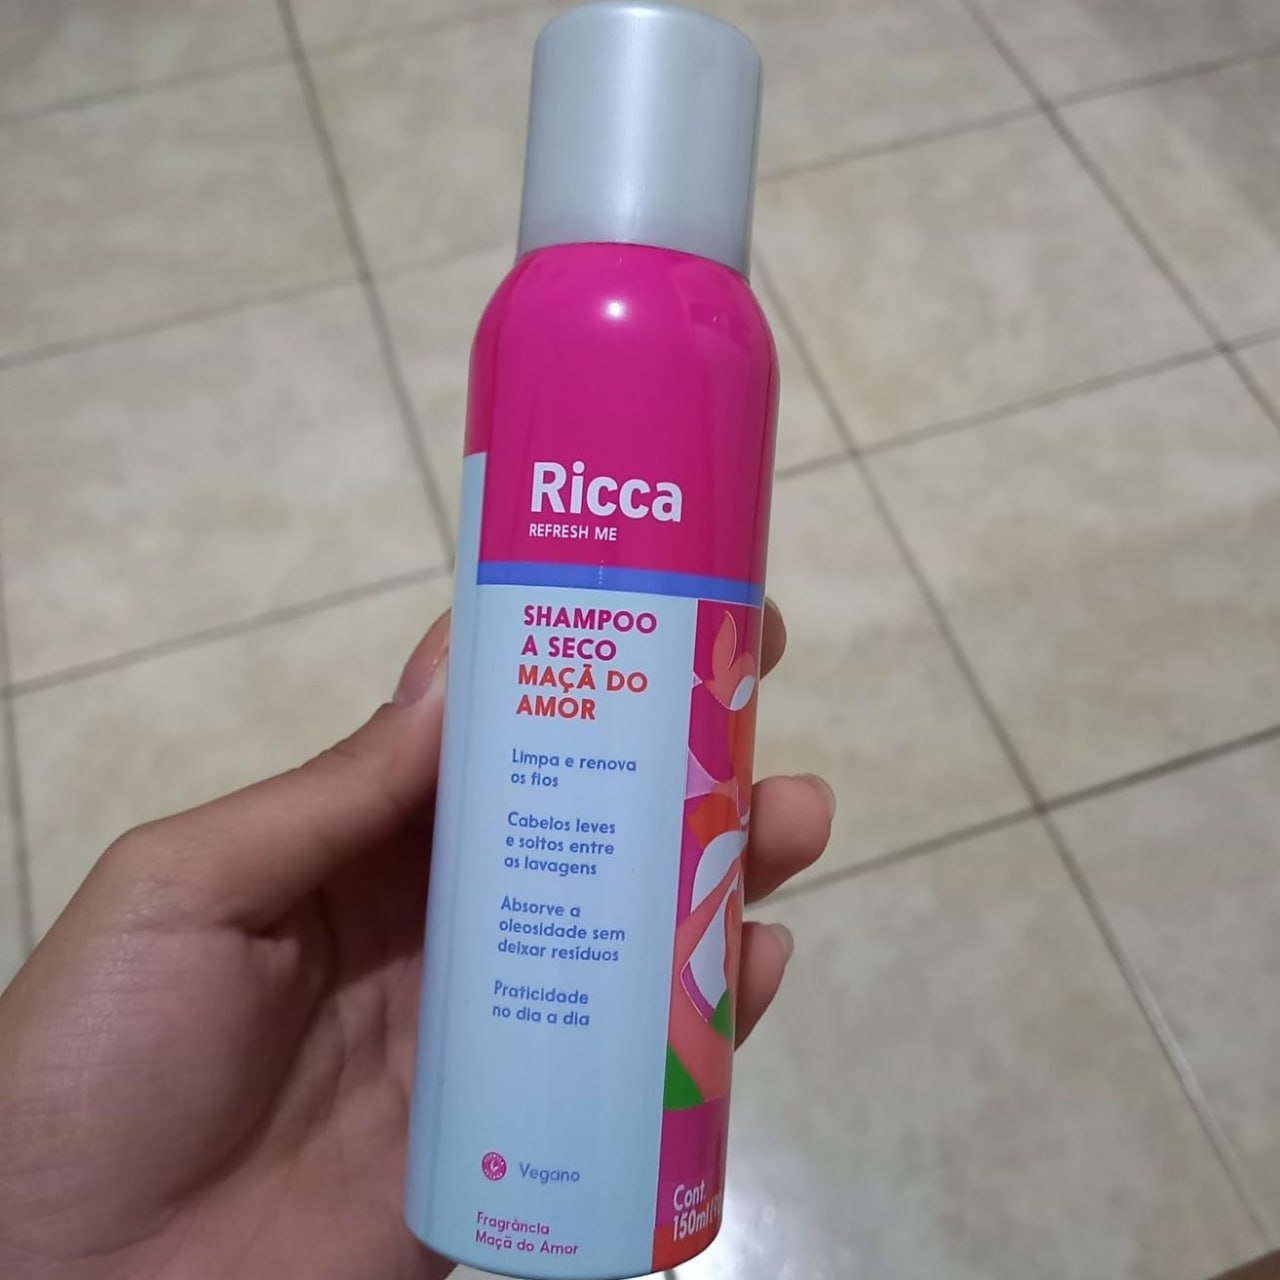 Ricca
REFRESH ME
SHAMPOO
A SECO
MAÇÃ DO
AMOR
Limpa e renova
os fios
Cabelos leves
e soltos entre
as lavagens
Absorve a
oleosidade sem
deixar resíduos
Praticidade
no dia a dia
Vegano
Fragrância
Maçã do Amor
Cont.
150ml